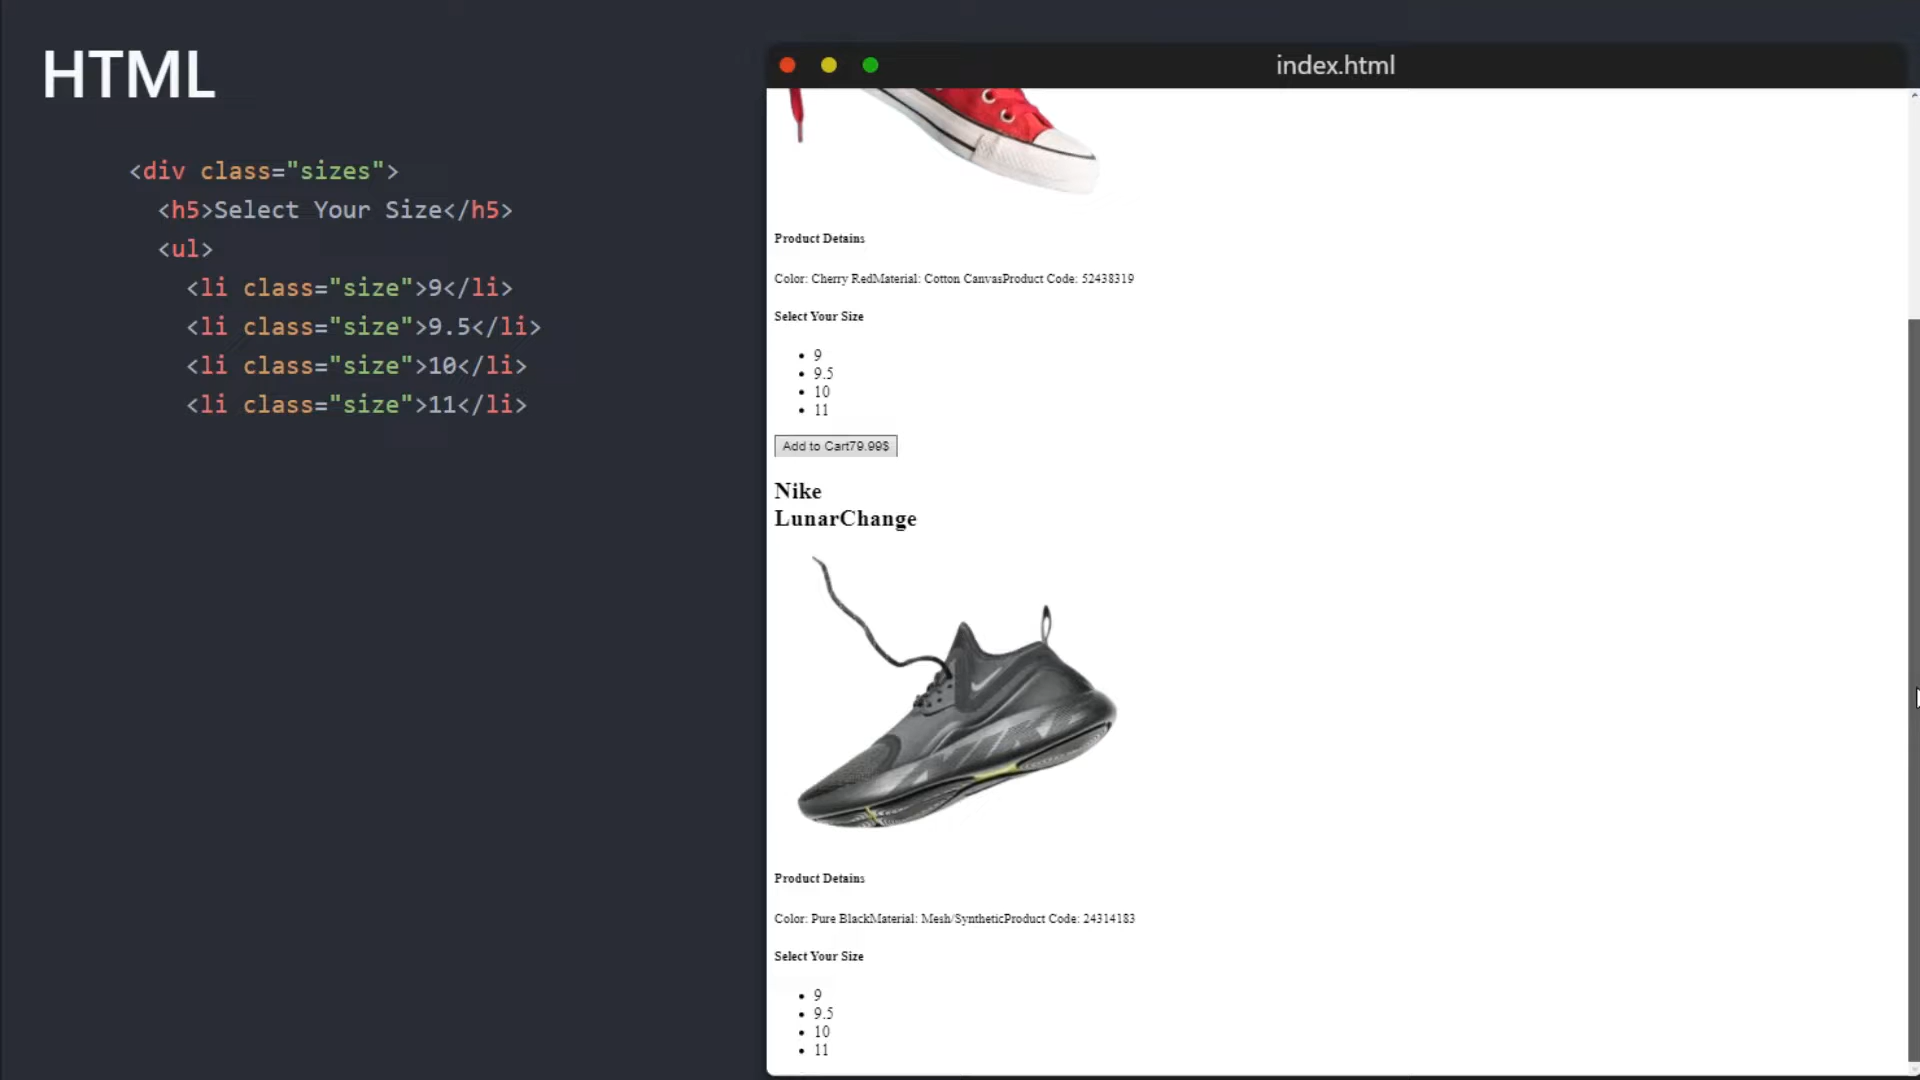 HTML
<div class="sizes">
<h5>Select Your Size</h5>
<ul>
<li class="size">9</li>
<li class="size">9.5</li>
<li class="size">10</li>
<li class="size">11</li>
index.html
Product Detains
Color: Cherry RedMaterial: Cotton CanvasProduct Code: 52438319
Select Your Size
• 9
• 9.5
• 10
• 11
Add to Cart79.99$
Nike
LunarChange
Product Detains
Color: Pure BlackMaterial: Mesh/SyntheticProduct Code: 24314183
Select Your Size
• 9
• 9.5
• 10
• 11